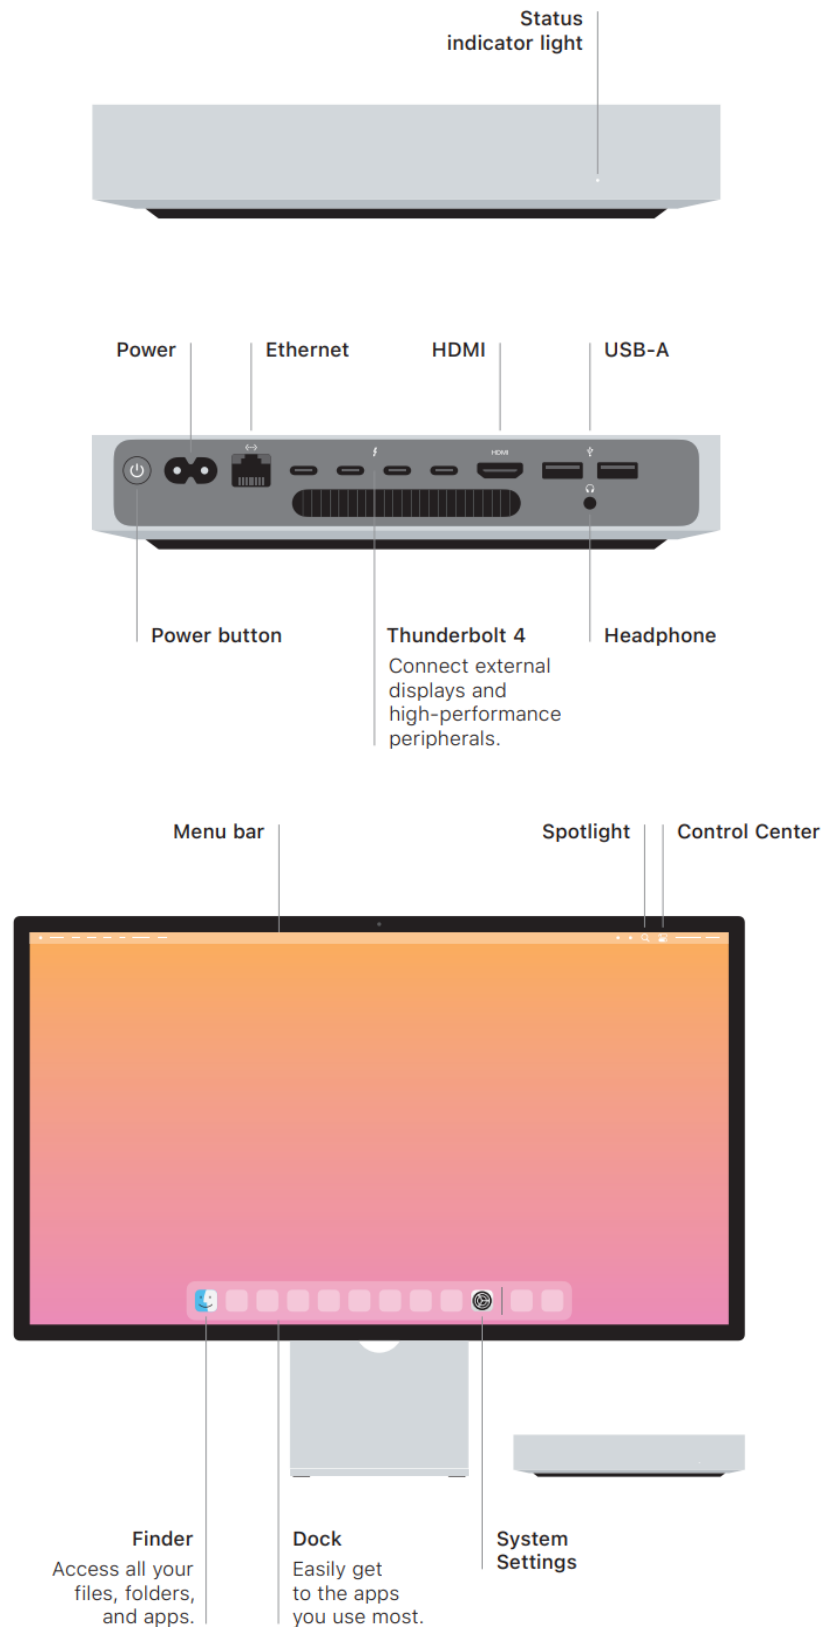 Status
indicator light
Power
Ethernet
HDMI
USB-A
HDMI
Power button
Thunderbolt 4
Connect external
displays and
high-performance
peripherals.
Headphone
Menu bar
Spotlight
Control Center
Finder
Access all your
files, folders,
and apps.
Dock
Easily get
to the apps
you use most.
System
Settings